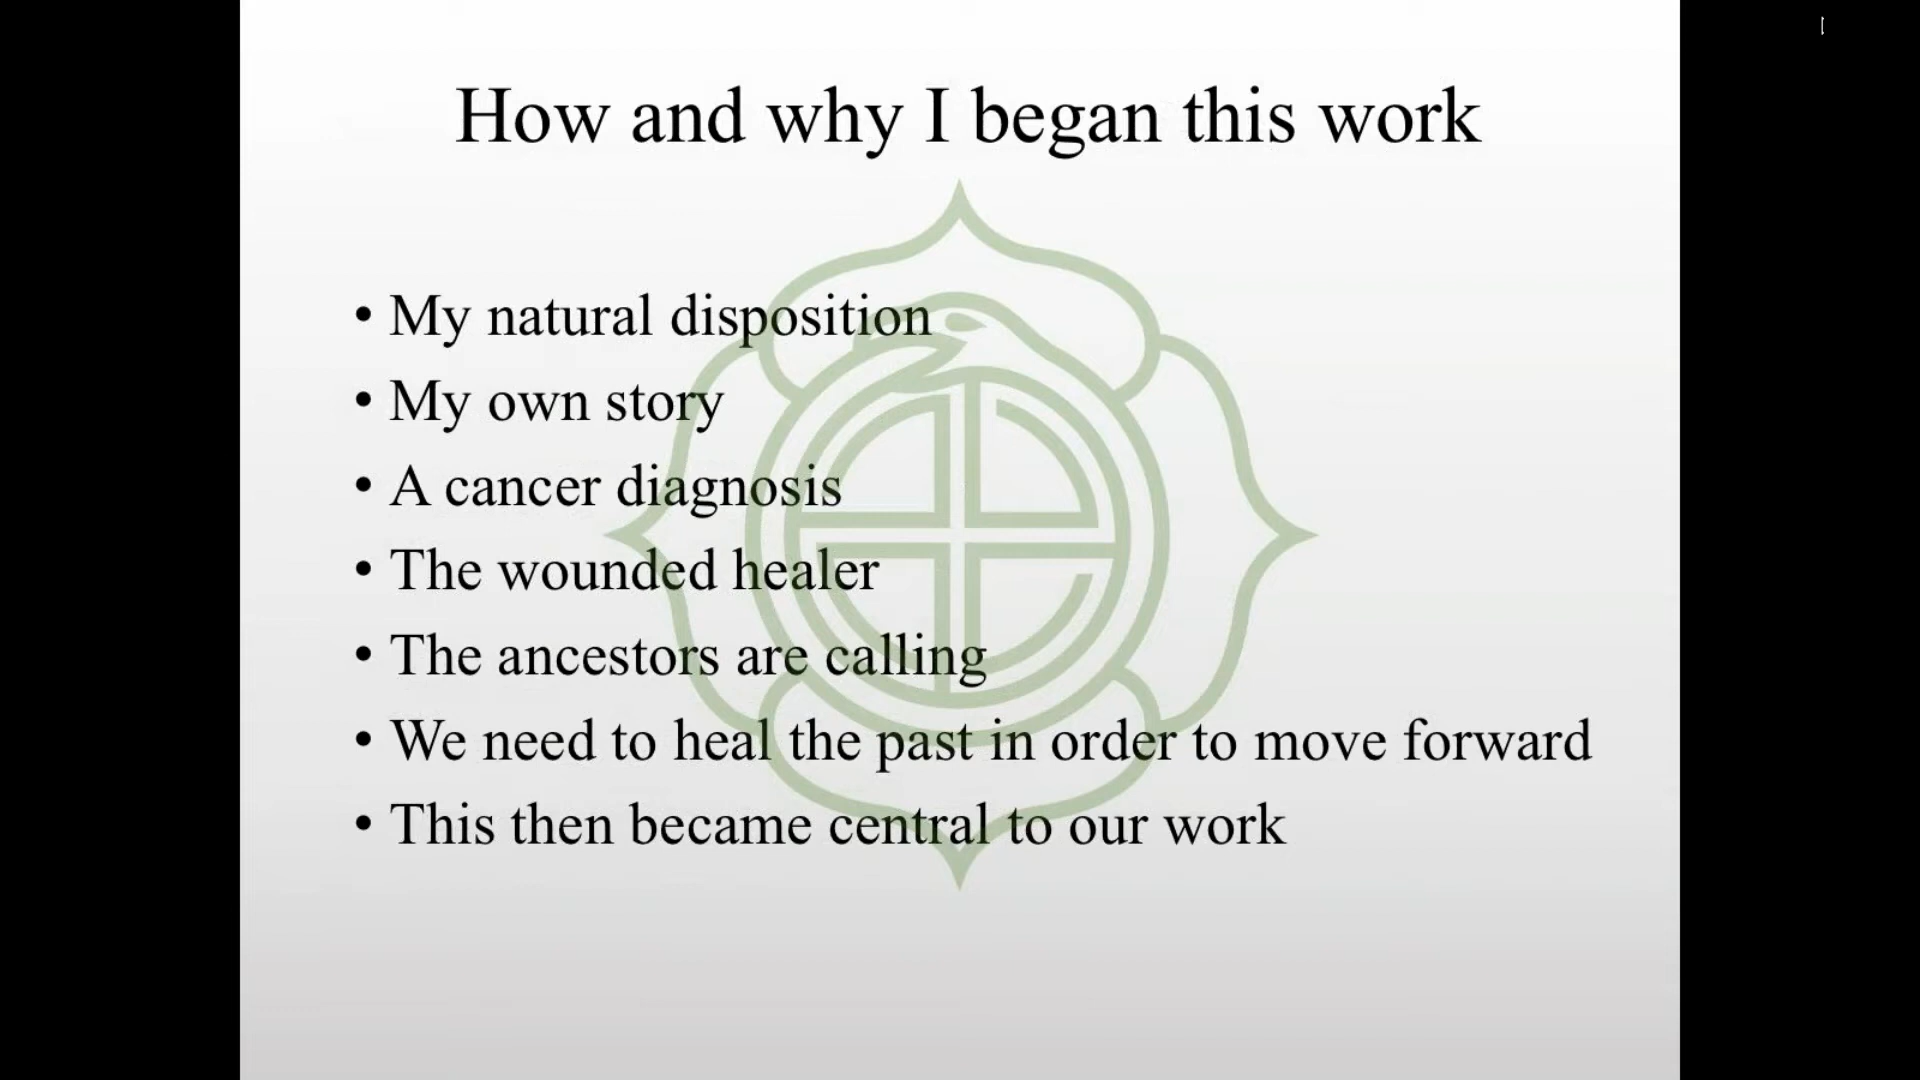 How and why I began this work
• My natural disposition
• My own story
• A cancer diagnosis
• The wounded healer
• The ancestors are calling
• We need to heal the past in order to move forward
• This then became central to our work